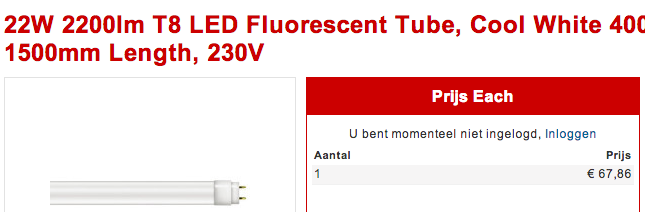 22W 2200lm T8 LED Fluorescent Tube, Cool White
1500mm Length, 230V
Prijs Each
U bent momenteel niet ingelogd, Inloggen
Aantal Prijs
1 € 67,86